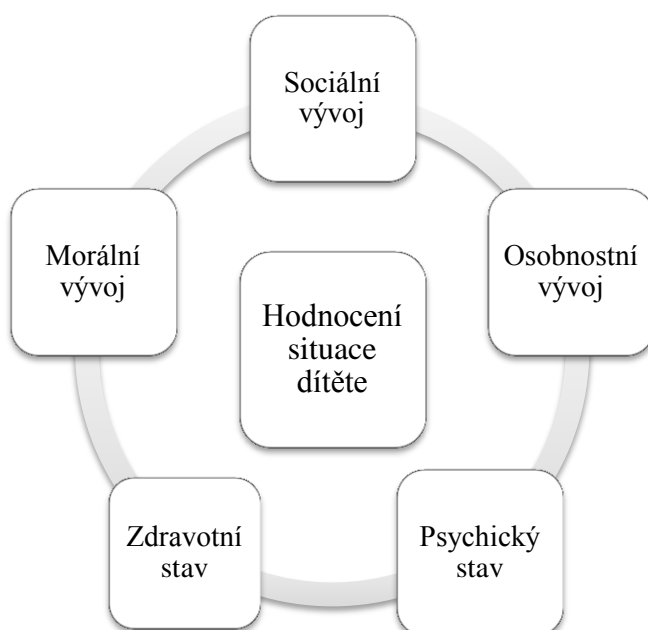 Sociální
vývoj
Morální
vývoj
Osobnostní
vývoj
Hodnocení
situace
dítěte
Zdravotní
stav
Psychický
stav